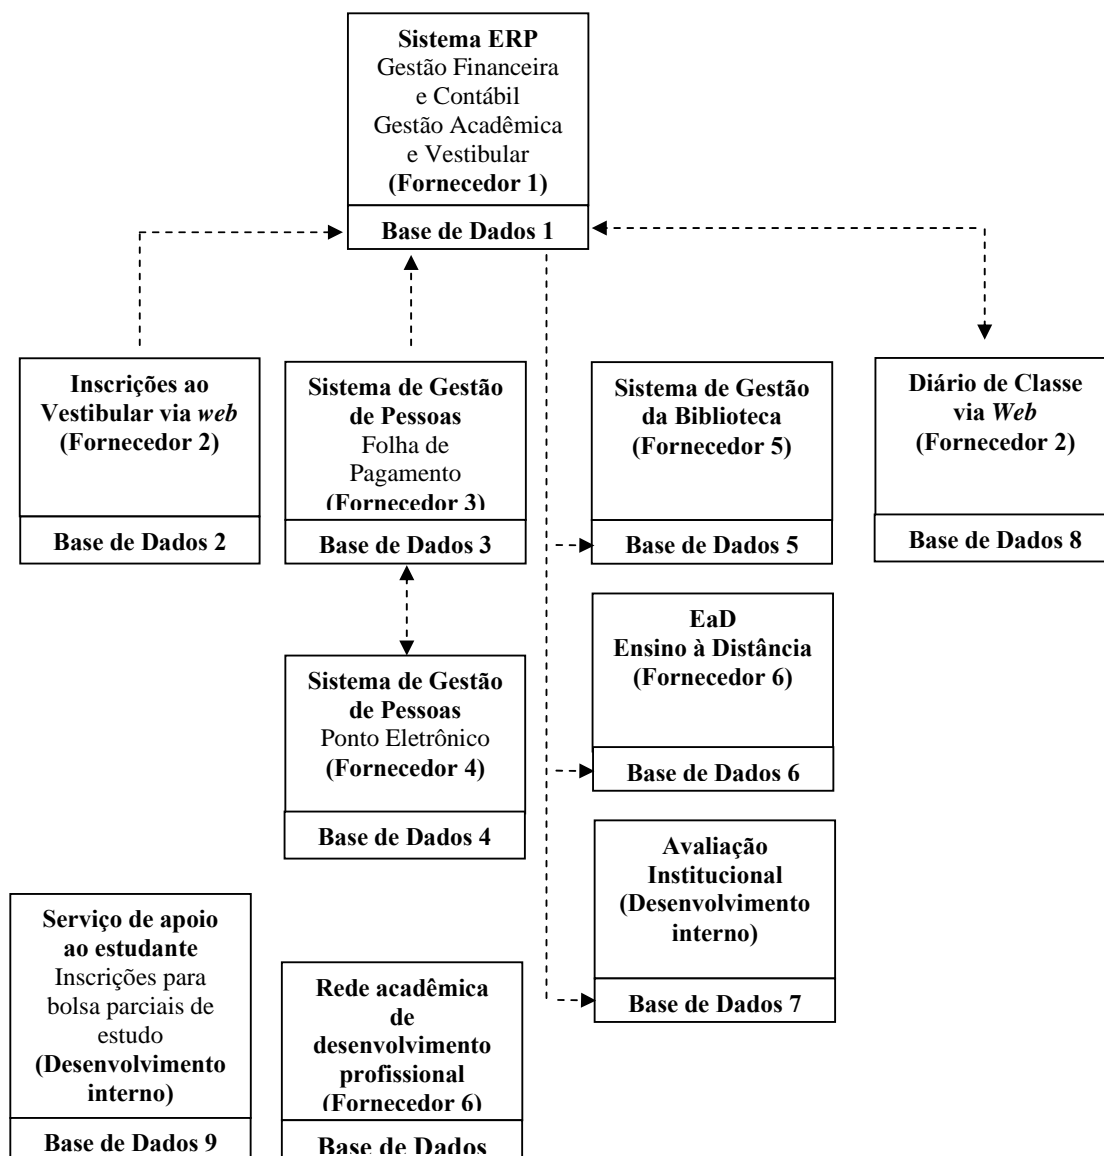 Sistema ERP
Gestão Financeira
e Contábil
Gestão Acadêmica
e Vestibular
(Fornecedor 1)
Base de Dados 1
Inscrições ao
Vestibular via web
(Fornecedor 2)
Base de Dados 2
Sistema de Gestão
de Pessoas
Folha de
Pagamento
(Fornecedor 3)
Base de Dados 3
Sistema de Gestão
da Biblioteca
(Fornecedor 5)
Base de Dados 5
Diário de Classe
via Web
(Fornecedor 2)
Base de Dados 8
Sistema de Gestão
de Pessoas
Ponto Eletrônico
(Fornecedor 4)
Base de Dados 4
EaD
Ensino à Distância
(Fornecedor 6)
Base de Dados 6
Avaliação
Institucional
(Desenvolvimento
interno)
Base de Dados 7
Serviço de apoio
ao estudante
Inscrições para
bolsa parciais de
estudo
(Desenvolvimento
interno)
Base de Dados 9
Rede acadêmica
de
desenvolvimento
profissional
(Fornecedor 6)
Base de Dados